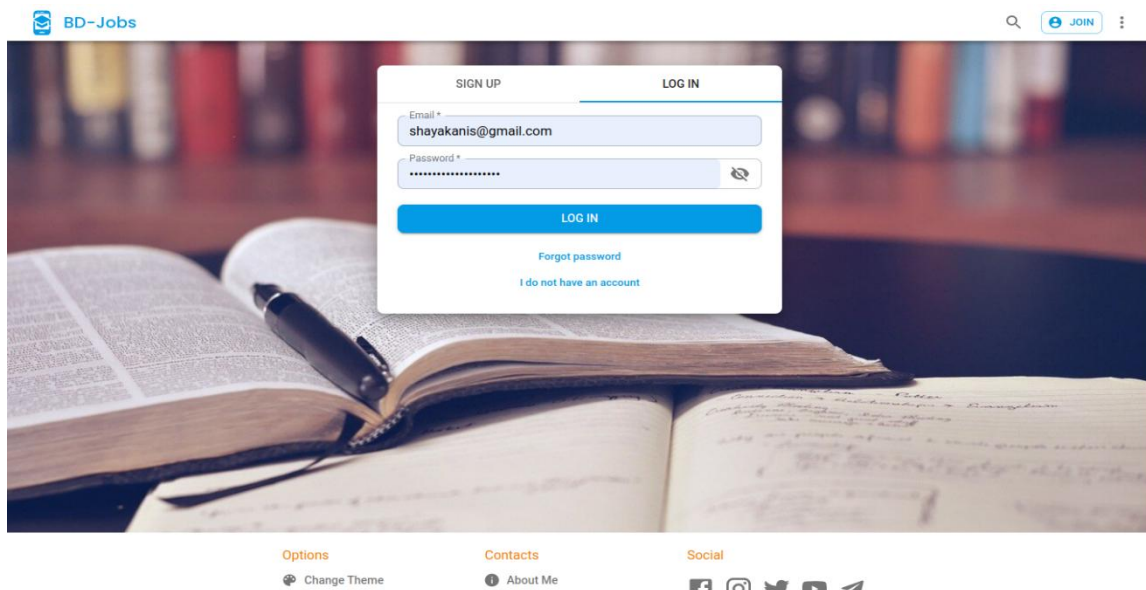 BD-Jobs
JOIN
SIGN UP
LOG IN
Email *
shayakanis@gmail.com
Password *
LOG IN
Forgot password
I do not have an account
Options
Contacts
Social
Change Theme
About Me